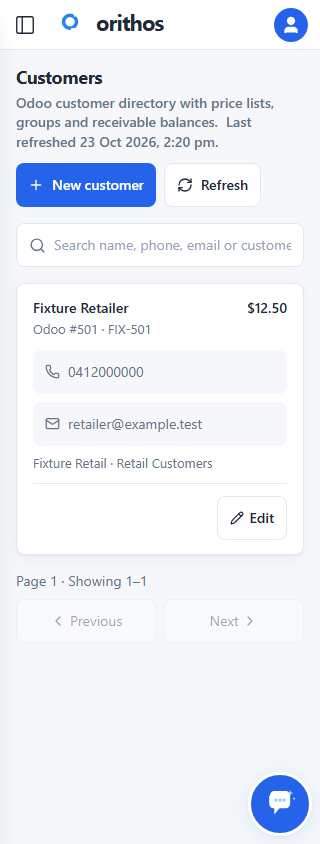 orithos
Customers
Odoo customer directory with price lists,
groups and receivable balances. Last
refreshed 23 Oct 2026, 2:20 pm.
New customer
Refresh
Search name, phone, email or custome
Fixture Retailer
$12.50
Odoo #501 · FIX-501
0412000000
retailer@example.test
Fixture Retail · Retail Customers
Edit
Page 1 · Showing 1–1
Previous
Next